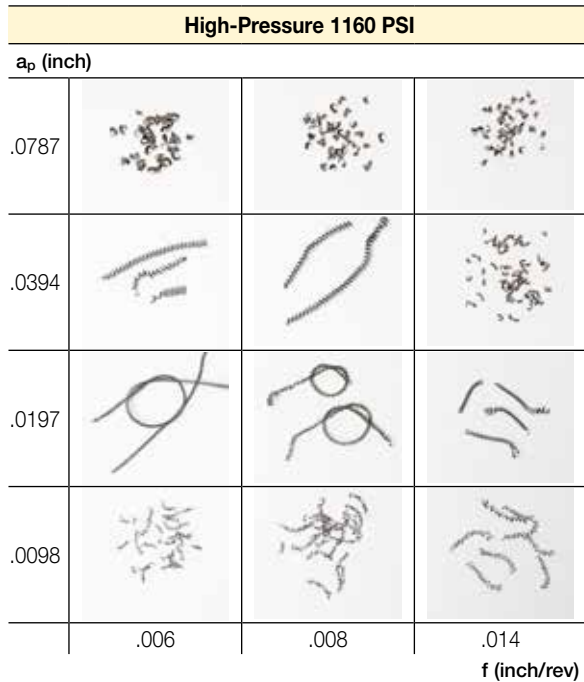 High-Pressure 1160 PSI
aₚ (inch)
.0787
.0394
.0197
.0098
.006 .008 .014
f (inch/rev)